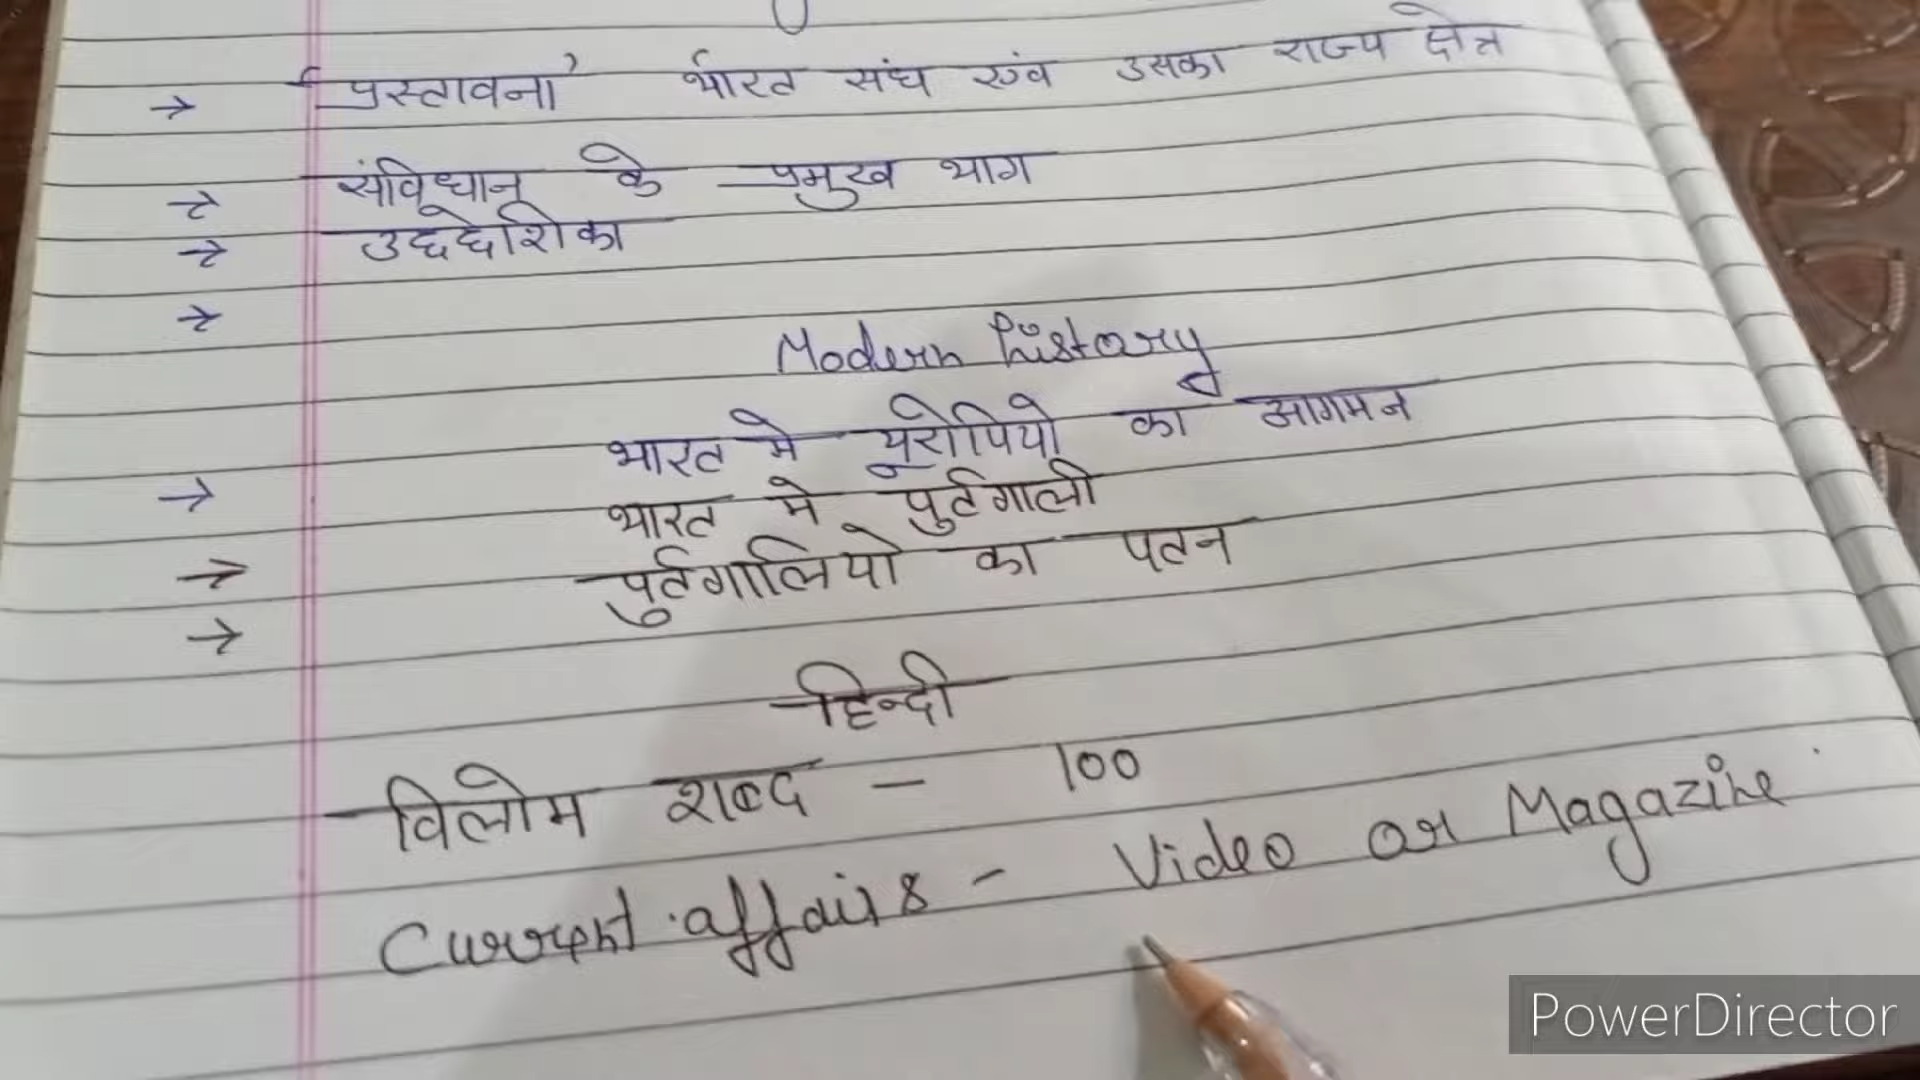 → 'प्रस्तावना' भारत संघ एवं उसका राज्य क्षेत्र
→ संविधान के प्रमुख भाग
→ उद्देशिका
→
Modern history
भारत मे यूरोपियो का आगमन
→ भारत मे पुर्तगाली
→ पुर्तगालियो का पतन
→
हिन्दी
विलोम शब्द - 100
Current affairs - Video or Magazine
PowerDirector